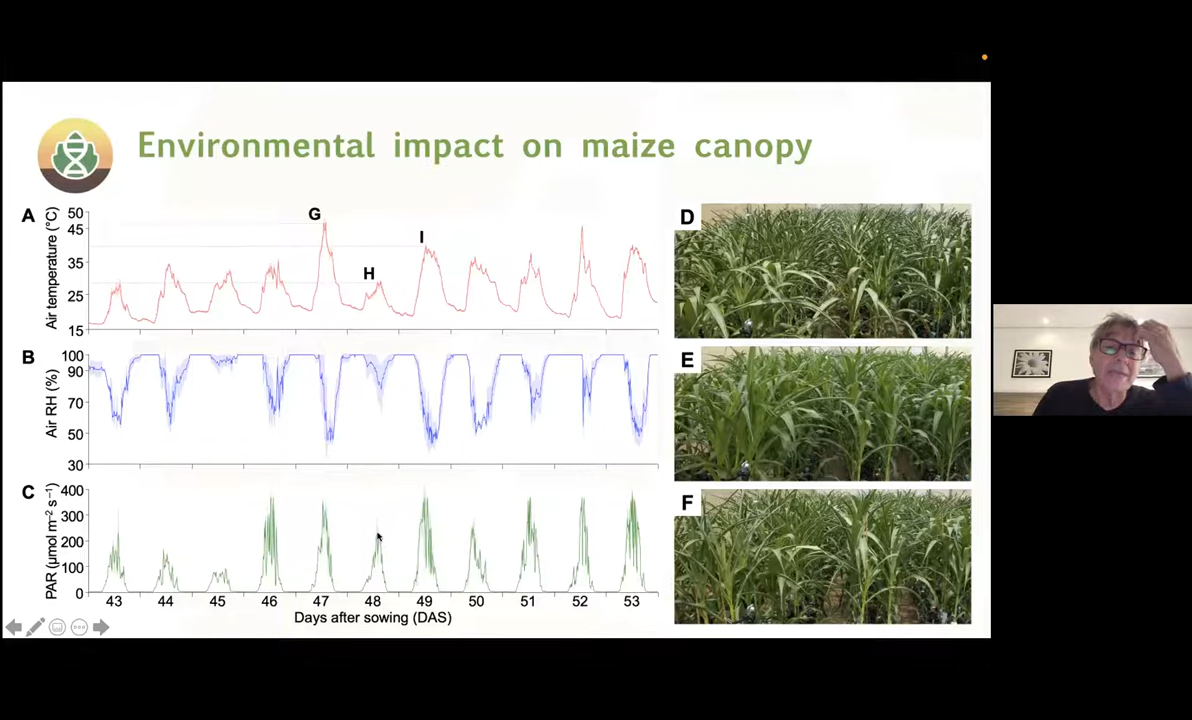 Environmental impact on maize canopy
A
Air temperature (°C)
50
35
25
15
G
H
I
B
Air RH (%)
100
90
70
50
30
C
PAR (µmol m⁻² s⁻¹)
400
300
200
100
0
43 44 45 46 47 48 49 50 51 52 53
Days after sowing (DAS)
D
E
F